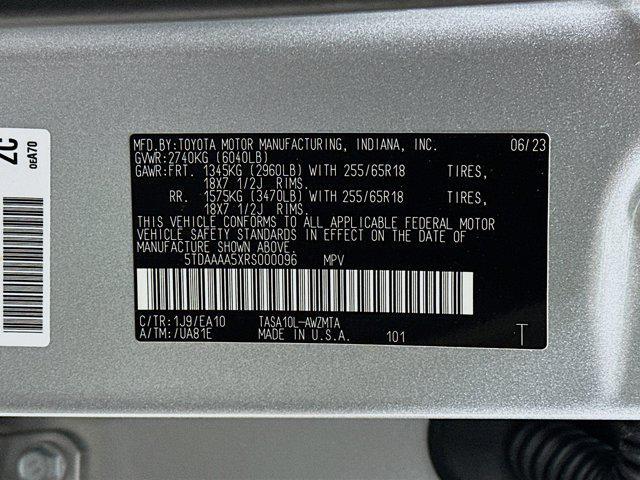 MFD.BY:TOYOTA MOTOR MANUFACTURING, INDIANA, INC. 06/23
GVWR:2740KG (6040LB)
GAWR:FRT. 1345KG (2960LB) WITH 255/65R18 TIRES,
18X7 1/2J RIMS.
RR. 1575KG (3470LB) WITH 255/65R18 TIRES,
18X7 1/2J RIMS.
THIS VEHICLE CONFORMS TO ALL APPLICABLE FEDERAL MOTOR
VEHICLE SAFETY STANDARDS IN EFFECT ON THE DATE OF
MANUFACTURE SHOWN ABOVE.
5TDAAAA5XRS000096 MPV
C/TR:1J9/EA10 TASA10L-AWZMTA
A/TM:/UA81E MADE IN U.S.A. 101 T
ZC
0EA70